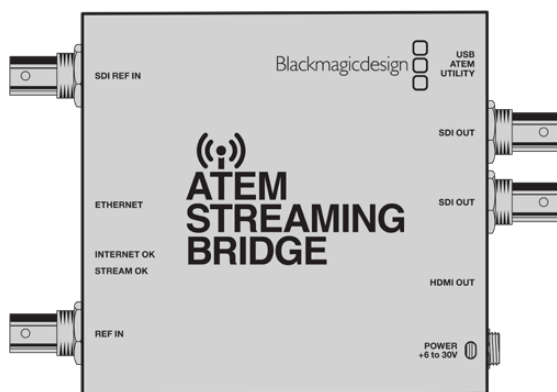 SDI REF IN
Blackmagicdesign
USB
ATEM
UTILITY
SDI OUT
ETHERNET
ATEM
STREAMING
BRIDGE
SDI OUT
INTERNET OK
STREAM OK
HDMI OUT
REF IN
POWER
+6 to 30V